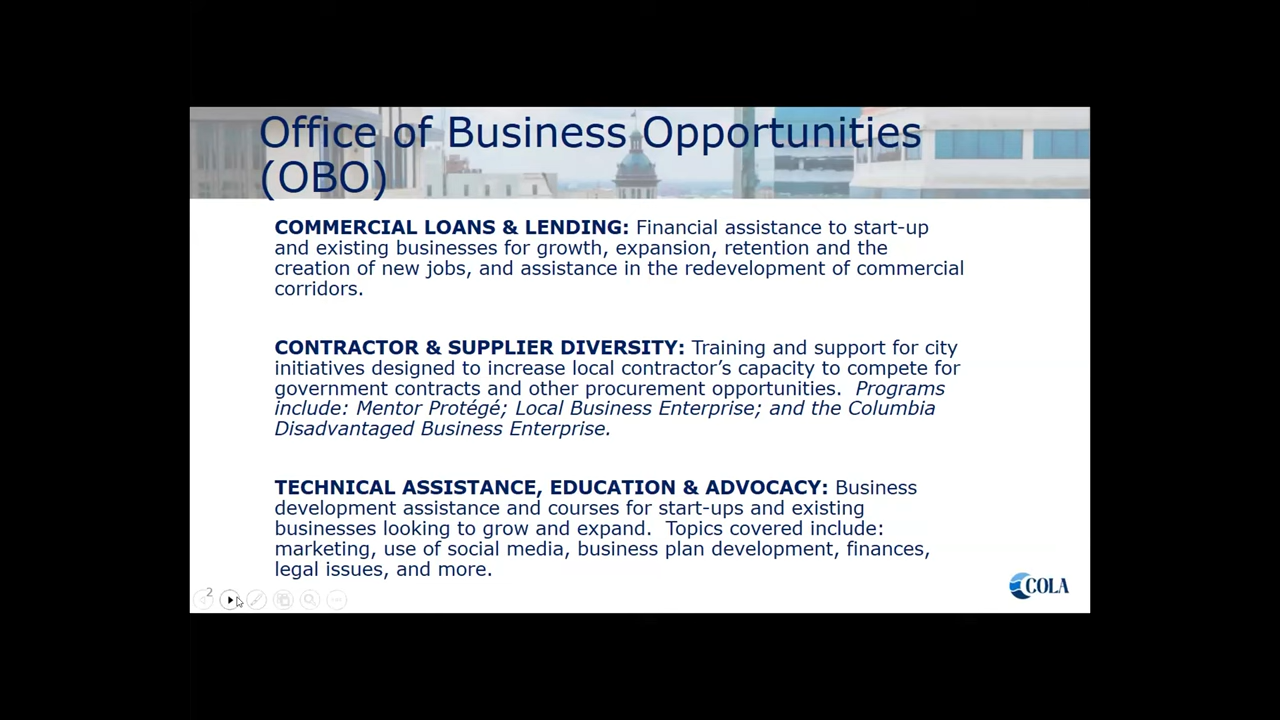 Office of Business Opportunities
(OBO)
COMMERCIAL LOANS & LENDING: Financial assistance to start-up
and existing businesses for growth, expansion, retention and the
creation of new jobs, and assistance in the redevelopment of commercial
corridors.
CONTRACTOR & SUPPLIER DIVERSITY: Training and support for city
initiatives designed to increase local contractor’s capacity to compete for
government contracts and other procurement opportunities.  Programs
include: Mentor Protégé; Local Business Enterprise; and the Columbia
Disadvantaged Business Enterprise.
TECHNICAL ASSISTANCE, EDUCATION & ADVOCACY: Business
development assistance and courses for start-ups and existing
businesses looking to grow and expand.  Topics covered include:
marketing, use of social media, business plan development, finances,
legal issues, and more.
2
COLA